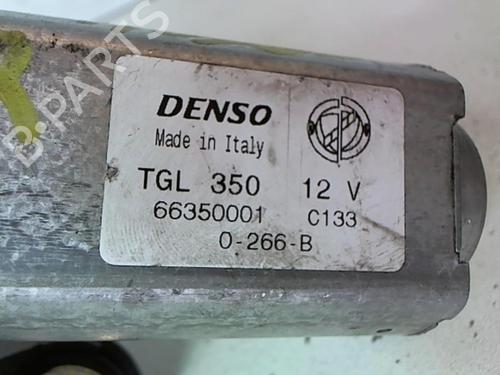 B-PARTS
DENSO
Made in Italy
TGL 350 12 V
66350001 C133
0-266-B